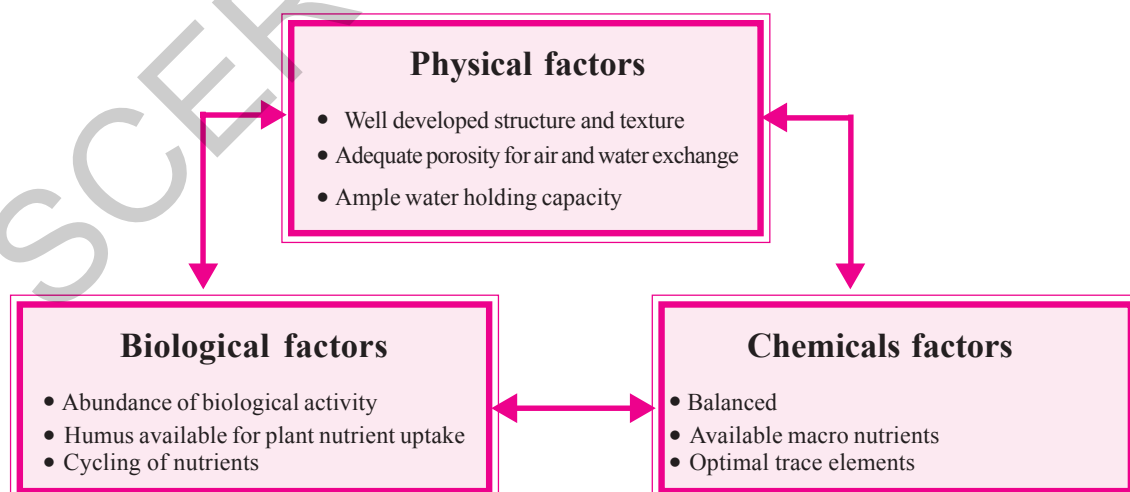 SCER
Physical factors
• Well developed structure and texture
• Adequate porosity for air and water exchange
• Ample water holding capacity
Biological factors
• Abundance of biological activity
• Humus available for plant nutrient uptake
• Cycling of nutrients
Chemicals factors
• Balanced
• Available macro nutrients
• Optimal trace elements